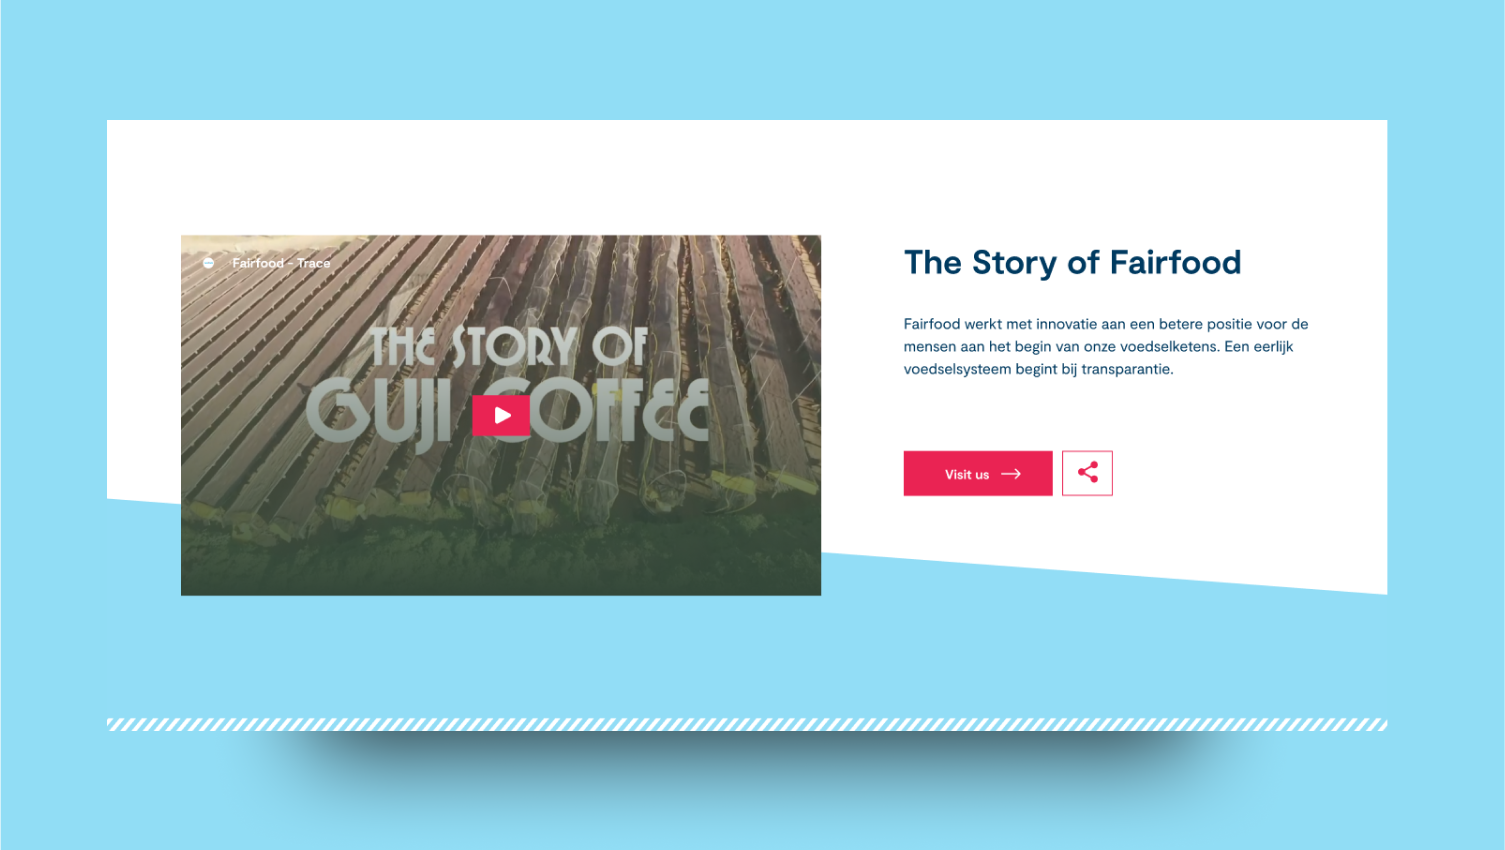 Fairfood - Trace
THE STORY OF
GUJI COFFEE
The Story of Fairfood
Fairfood werkt met innovatie aan een betere positie voor de
mensen aan het begin van onze voedselketens. Een eerlijk
voedselsysteem begint bij transparantie.
Visit us